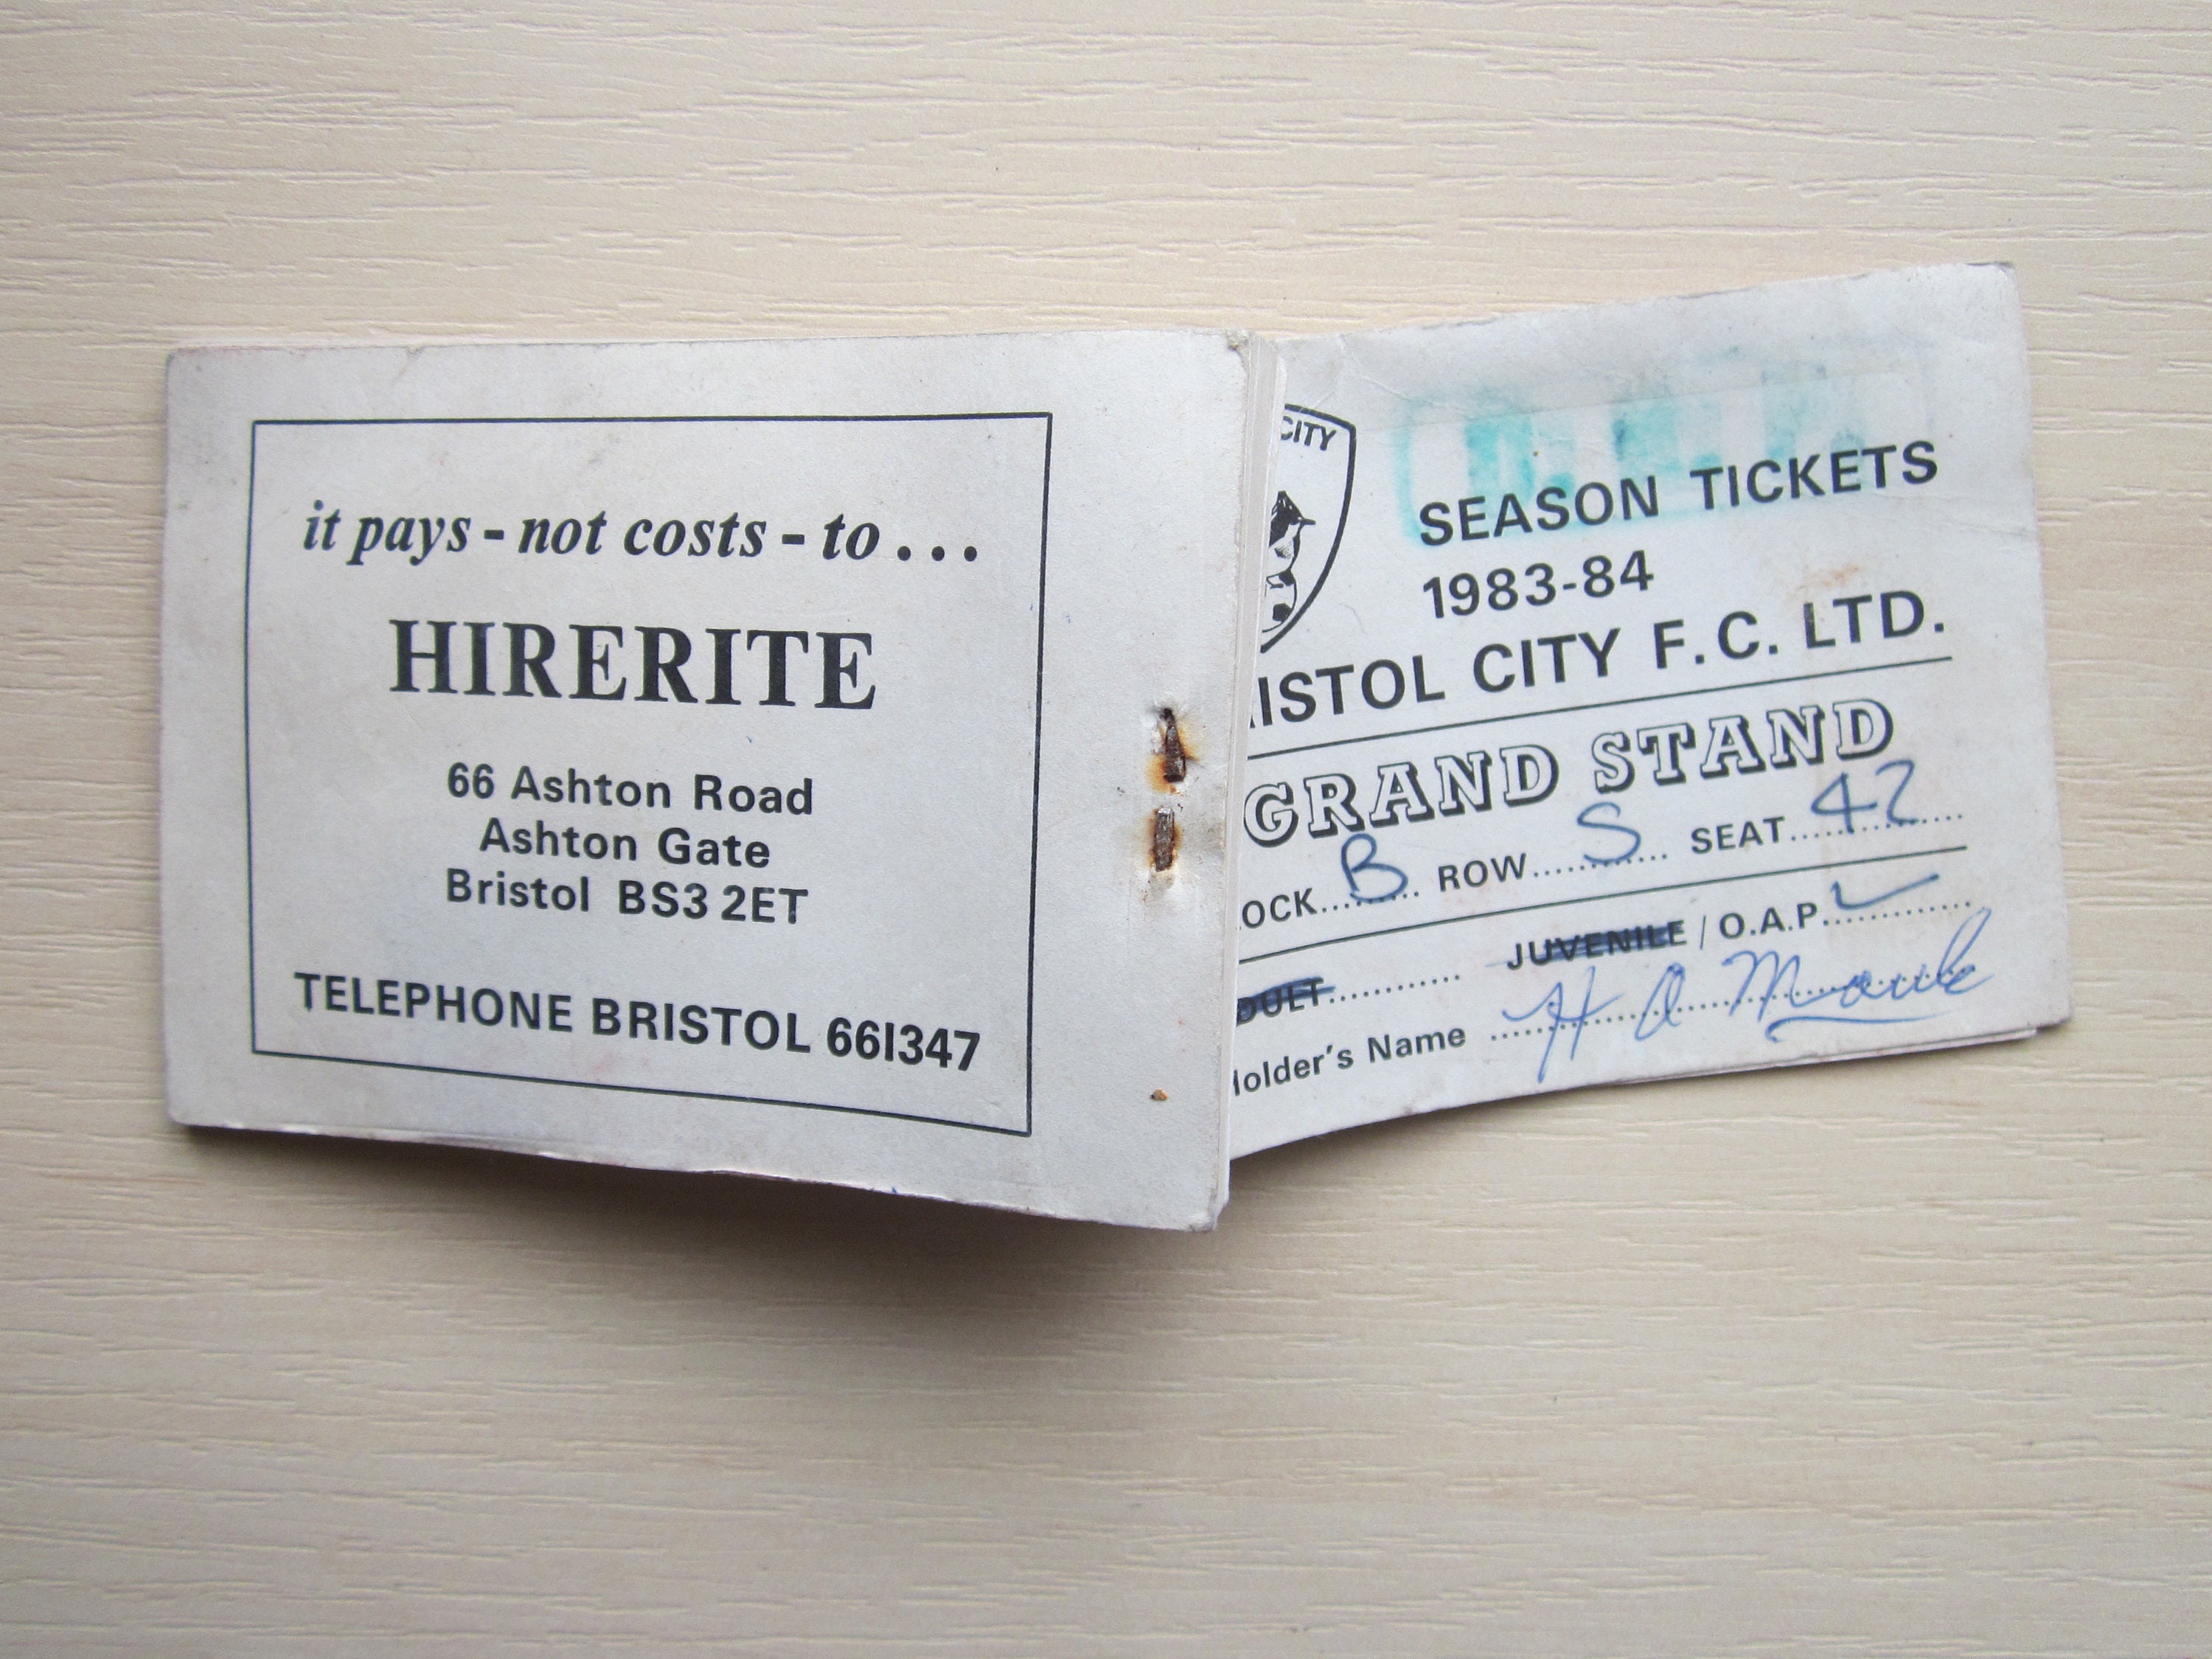 it pays - not costs - to ...
HIRERITE
66 Ashton Road
Ashton Gate
Bristol BS3 2ET
TELEPHONE BRISTOL 661347
CITY
O.A.P.
SEASON TICKETS
1983-84
ISTOL CITY F.C. LTD.
GRAND STAND
OCK........B.. ROW.....S..... SEAT.....42.....
DULT............ JUVENILE / O.A.P...............
older's Name ....H